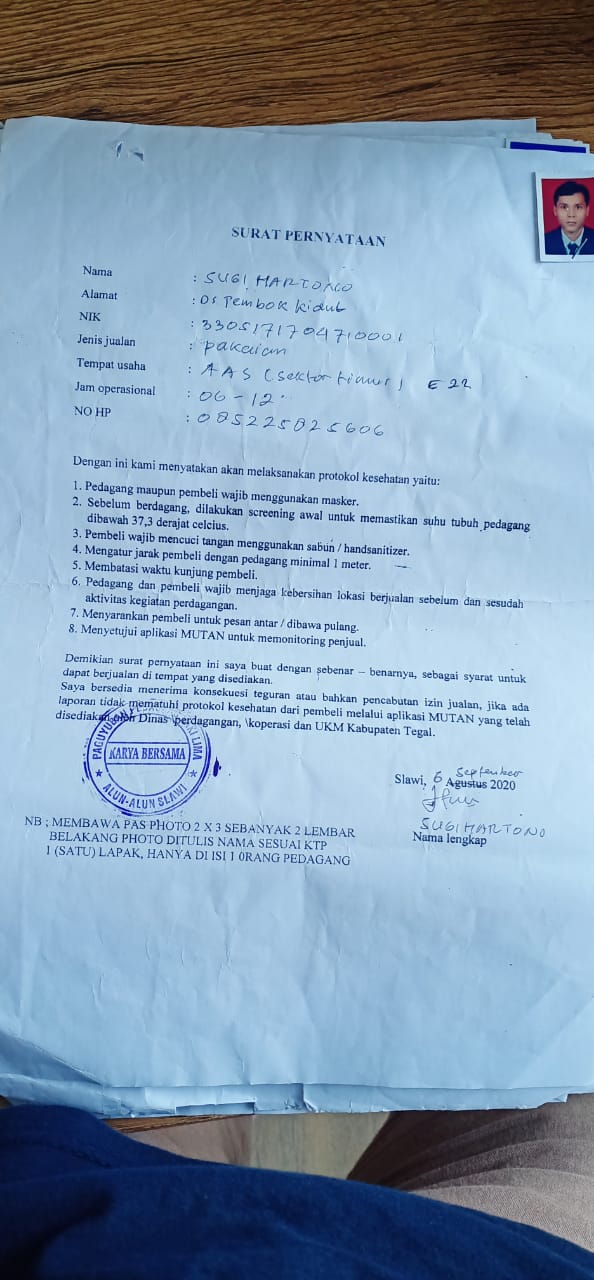 SURAT PERNYATAAN
Nama : SUGI HARTONO
Alamat : Ds Pembok kidul
NIK : 3305171704710001
Jenis jualan : pakaian
Tempat usaha : AAS (sektor timur) E 22
Jam operasional : 06 - 12
NO HP : 085225825606
Dengan ini kami menyatakan akan melaksanakan protokol kesehatan yaitu:
1. Pedagang maupun pembeli wajib menggunakan masker.
2. Sebelum berdagang, dilakukan screening awal untuk memastikan suhu tubuh pedagang
dibawah 37,3 derajat celcius.
3. Pembeli wajib mencuci tangan menggunakan sabun / handsanitizer.
4. Mengatur jarak pembeli dengan pedagang minimal 1 meter.
5. Membatasi waktu kunjung pembeli.
6. Pedagang dan pembeli wajib menjaga kebersihan lokasi berjualan sebelum dan sesudah
aktivitas kegiatan perdagangan.
7. Menyarankan pembeli untuk pesan antar / dibawa pulang.
8. Menyetujui aplikasi MUTAN untuk memonitoring penjual.
Demikian surat pernyataan ini saya buat dengan sebenar – benarnya, sebagai syarat untuk
dapat berjualan di tempat yang disediakan.
Saya bersedia menerima konsekuesi teguran atau bahkan pencabutan izin jualan, jika ada
laporan tidak mematuhi protokol kesehatan dari pembeli melalui aplikasi MUTAN yang telah
disediakan oleh Dinas \perdagangan, \koperasi dan UKM Kabupaten Tegal.
PAGUYUBAN LIMA
KARYA BERSAMA
ALUN-ALUN SLAWI
September
Slawi, 6 Agustus 2020
SUGI HARTONO
Nama lengkap
NB ; MEMBAWA PAS PHOTO 2 X 3 SEBANYAK 2 LEMBAR
BELAKANG PHOTO DITULIS NAMA SESUAI KTP
1 (SATU) LAPAK, HANYA DI ISI 1 0RANG PEDAGANG